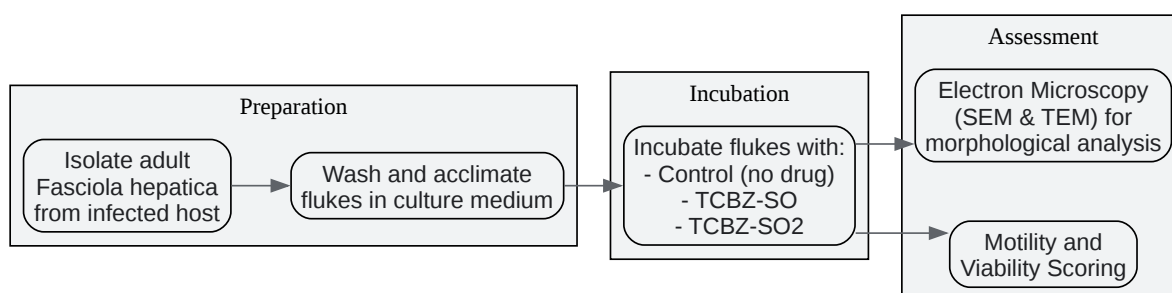 Preparation
Isolate adult
Fasciola hepatica
from infected host
Wash and acclimate
flukes in culture medium
Incubation
Incubate flukes with:
- Control (no drug)
- TCBZ-SO
- TCBZ-SO2
Assessment
Electron Microscopy
(SEM & TEM) for
morphological analysis
Motility and
Viability Scoring